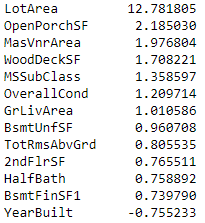 LotArea 12.781805
OpenPorchSF 2.185030
MasVnrArea 1.976804
WoodDeckSF 1.708221
MSSubClass 1.358597
OverallCond 1.209714
GrLivArea 1.010586
BsmtUnfSF 0.960708
TotRmsAbvGrd 0.805535
2ndFlrSF 0.765511
HalfBath 0.758892
BsmtFinSF1 0.739790
YearBuilt -0.755233